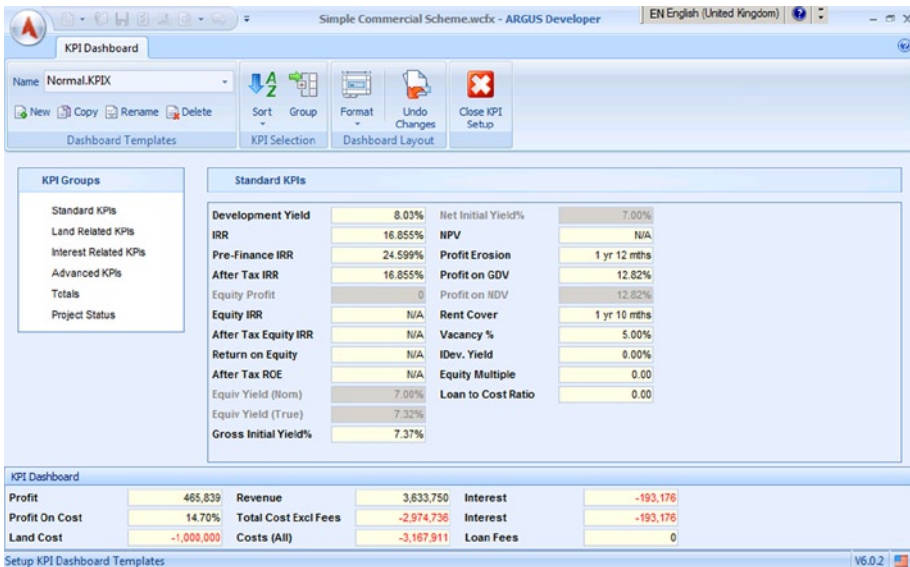 Simple Commercial Scheme.wcfx - ARGUS Developer
EN English (United Kingdom)
KPI Dashboard
Name Normal.KPIX
New Copy Rename Delete
Dashboard Templates
Sort Group
KPI Selection
Format Undo Changes
Dashboard Layout
Close KPI Setup
KPI Groups
Standard KPIs
Land Related KPIs
Interest Related KPIs
Advanced KPIs
Totals
Project Status
Standard KPIs
Development Yield 8.03% Net Initial Yield% 7.00%
IRR 16.855% NPV N/A
Pre-Finance IRR 24.599% Profit Erosion 1 yr 12 mths
After Tax IRR 16.855% Profit on GDV 12.82%
Equity Profit 0 Profit on NDV 12.82%
Equity IRR N/A Rent Cover 1 yr 10 mths
After Tax Equity IRR N/A Vacancy % 5.00%
Return on Equity N/A IDev. Yield 0.00%
After Tax ROE N/A Equity Multiple 0.00
Equiv Yield (Nom) 7.00% Loan to Cost Ratio 0.00
Equiv Yield (True) 7.32%
Gross Initial Yield% 7.37%
KPI Dashboard
Profit 465,839 Revenue 3,633,750 Interest -193,176
Profit On Cost 14.70% Total Cost Excl Fees -2,974,736 Interest -193,176
Land Cost -1,000,000 Costs (All) -3,167,911 Loan Fees 0
Setup KPI Dashboard Templates V6.0.2